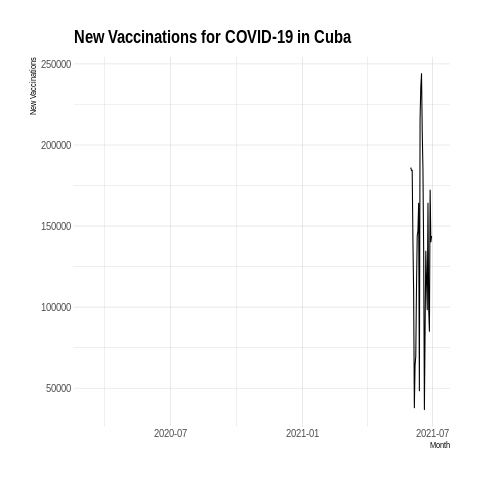 New Vaccinations for COVID-19 in Cuba
New Vaccinations
250000
200000
150000
100000
50000
2020-07 2021-01 2021-07
Month